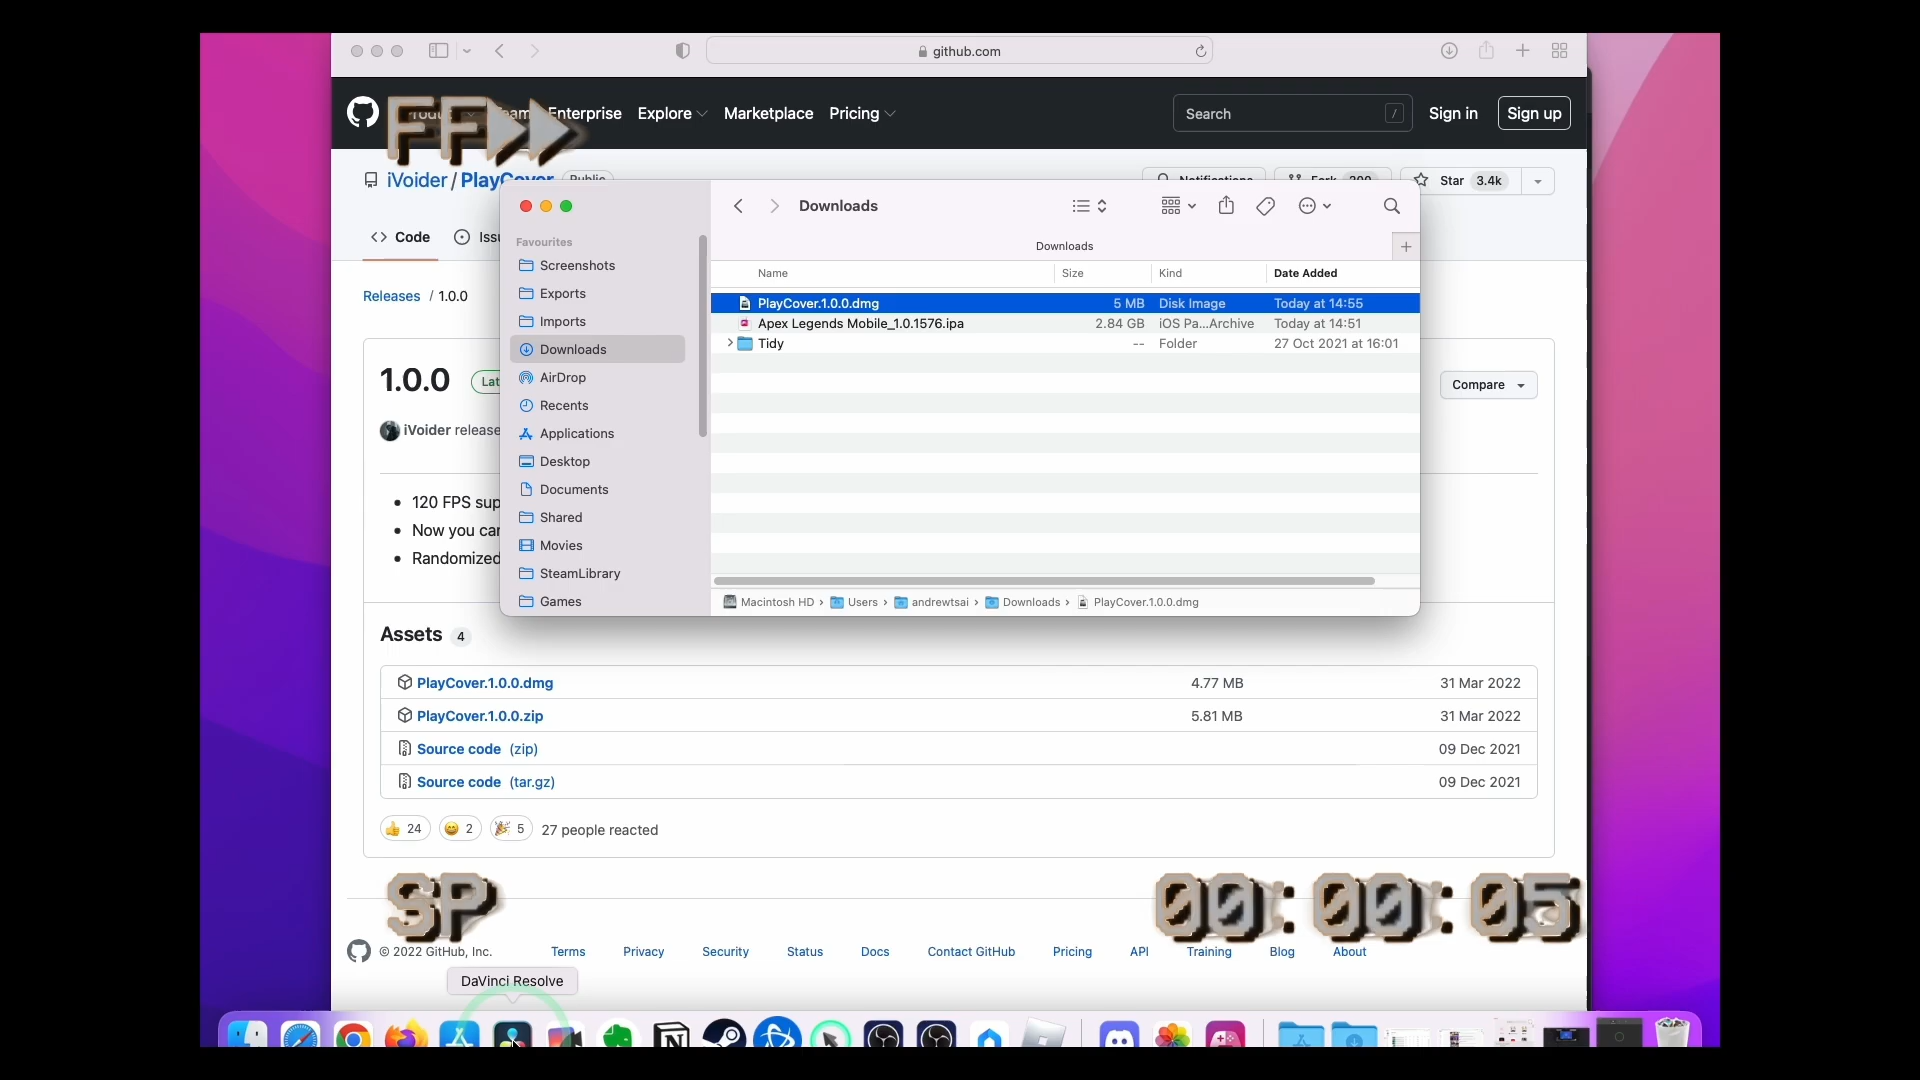 github.com
Team Enterprise Explore Marketplace Pricing
Search /
Sign in
Sign up
FF
iVoider / PlayCover Public
Notifications Fork 200 Star 3.4k
Code
Releases / 1.0.0
1.0.0
iVoider
Compare
120 FPS
Now you
Randomized
Downloads
Downloads
Name Size Kind Date Added
PlayCover.1.0.0.dmg 5 MB Disk Image Today at 14:55
Apex Legends Mobile_1.0.1576.ipa 2.84 GB iOS Pa...Archive Today at 14:51
Tidy -- Folder 27 Oct 2021 at 16:01
Favourites
Screenshots
Exports
Imports
Downloads
AirDrop
Recents
Applications
Desktop
Documents
Shared
Movies
SteamLibrary
Games
Macintosh HD › Users › andrewtsai › Downloads › PlayCover.1.0.0.dmg
Assets 4
PlayCover.1.0.0.dmg 4.77 MB 31 Mar 2022
PlayCover.1.0.0.zip 5.81 MB 31 Mar 2022
Source code (zip) 09 Dec 2021
Source code (tar.gz) 09 Dec 2021
24 2 5 27 people reacted
SP 00:00:05
© 2022 GitHub, Inc. Terms Privacy Security Status Docs Contact GitHub Pricing API Training Blog About
DaVinci Resolve